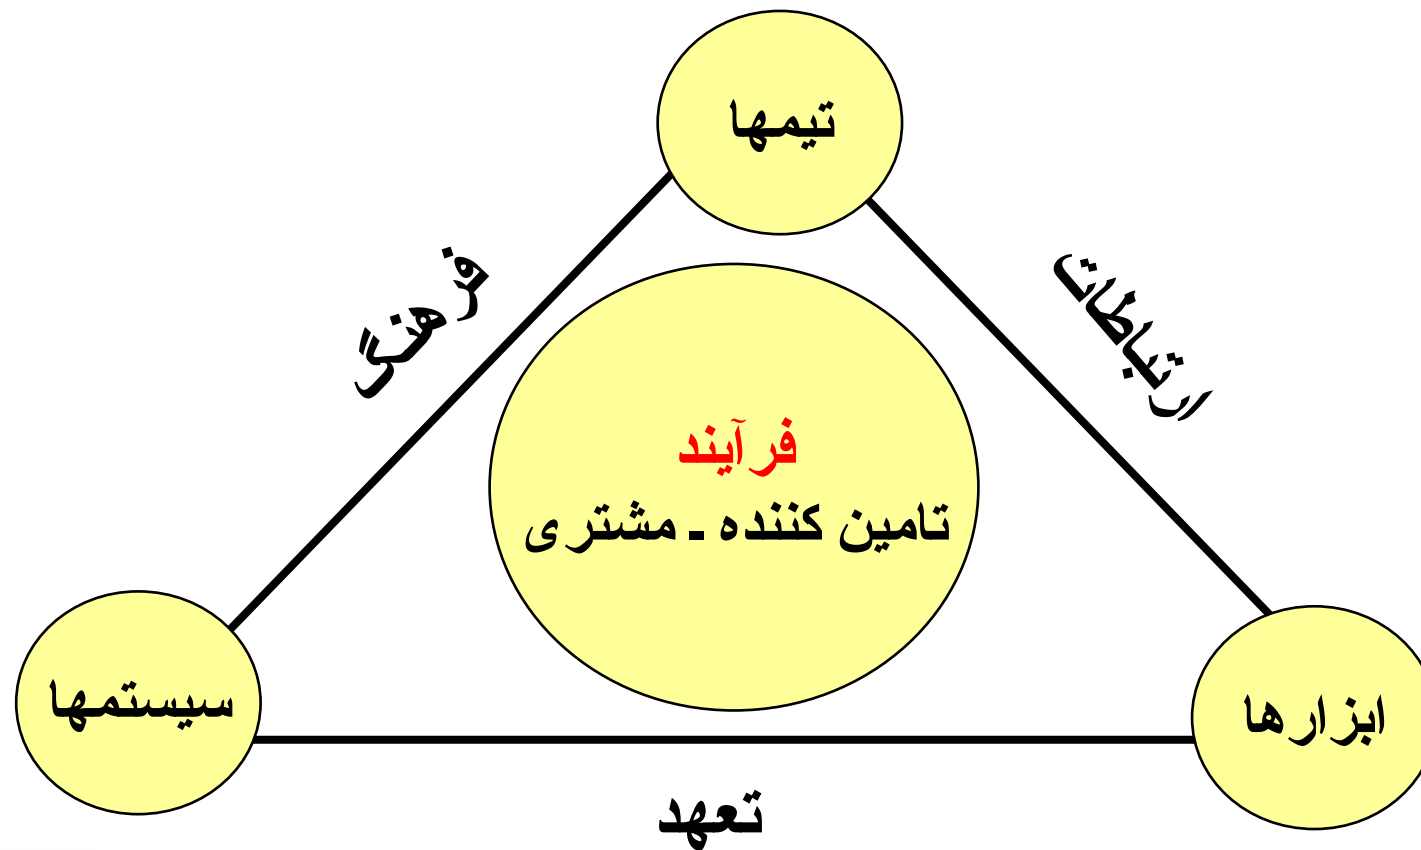 تیمها
فرهنگ
ارتباطات
فرآیند
تامین کننده - مشتری
سیستمها
ابزارها
تعهد